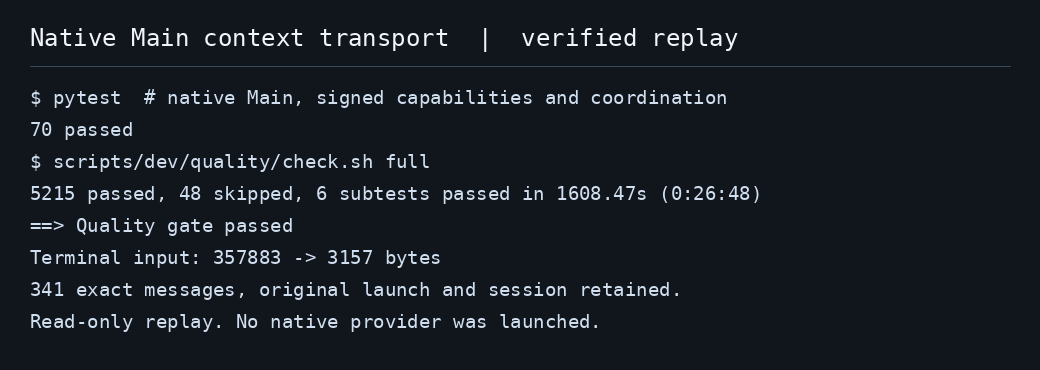 Native Main context transport  |  verified replay
$ pytest  # native Main, signed capabilities and coordination
70 passed
$ scripts/dev/quality/check.sh full
5215 passed, 48 skipped, 6 subtests passed in 1608.47s (0:26:48)
==> Quality gate passed
Terminal input: 357883 -> 3157 bytes
341 exact messages, original launch and session retained.
Read-only replay. No native provider was launched.